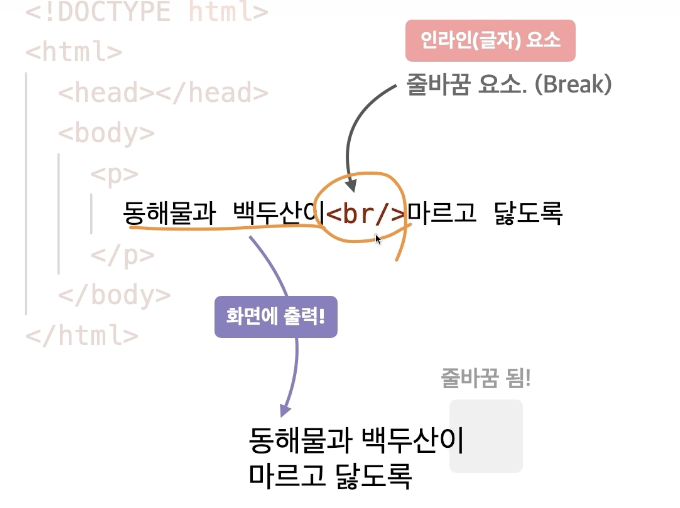 <!DOCTYPE html>
<html>
인라인(글자) 요소
줄바꿈 요소. (Break)
<head></head>
<body>
<p>
동해물과 백두산이<br/>마르고 닳도록
</p>
</body>
</html>
화면에 출력!
줄바꿈 됨!
동해물과 백두산이
마르고 닳도록